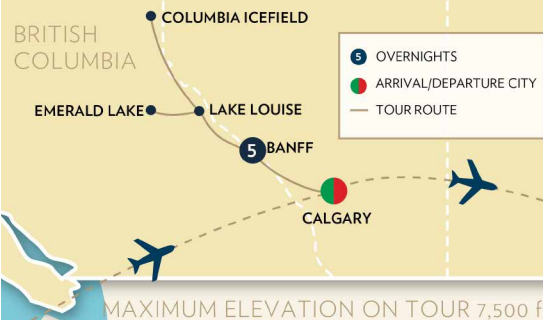 COLUMBIA ICEFIELD
BRITISH
COLUMBIA
5 OVERNIGHTS
ARRIVAL/DEPARTURE CITY
TOUR ROUTE
EMERALD LAKE
LAKE LOUISE
5 BANFF
CALGARY
MAXIMUM ELEVATION ON TOUR 7,500 f